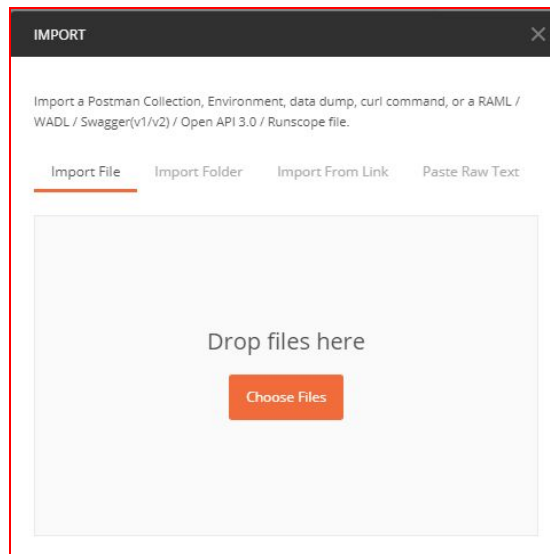 IMPORT
Import a Postman Collection, Environment, data dump, curl command, or a RAML /
WADL / Swagger(v1/v2) / Open API 3.0 / Runscope file.
Import File Import Folder Import From Link Paste Raw Text
Drop files here
Choose Files